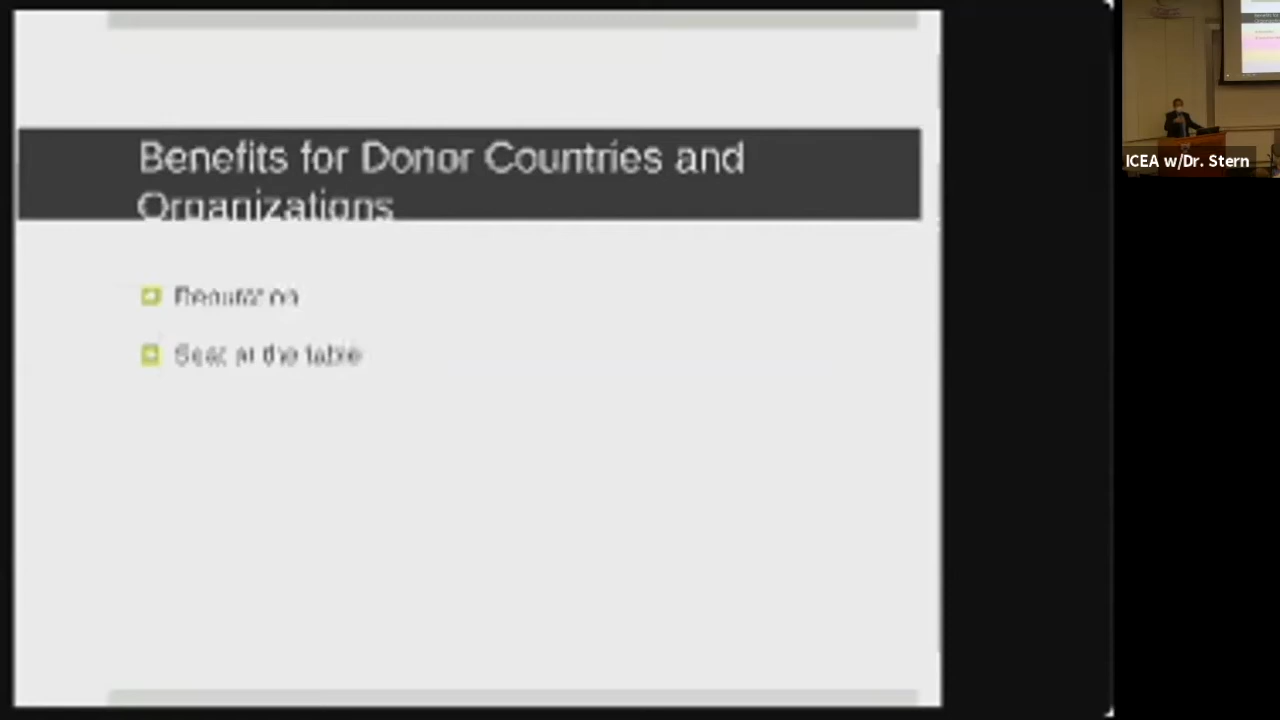 Benefits for Donor Countries and
Organizations
Reputation
Seat at the table
ICEA w/Dr. Stern